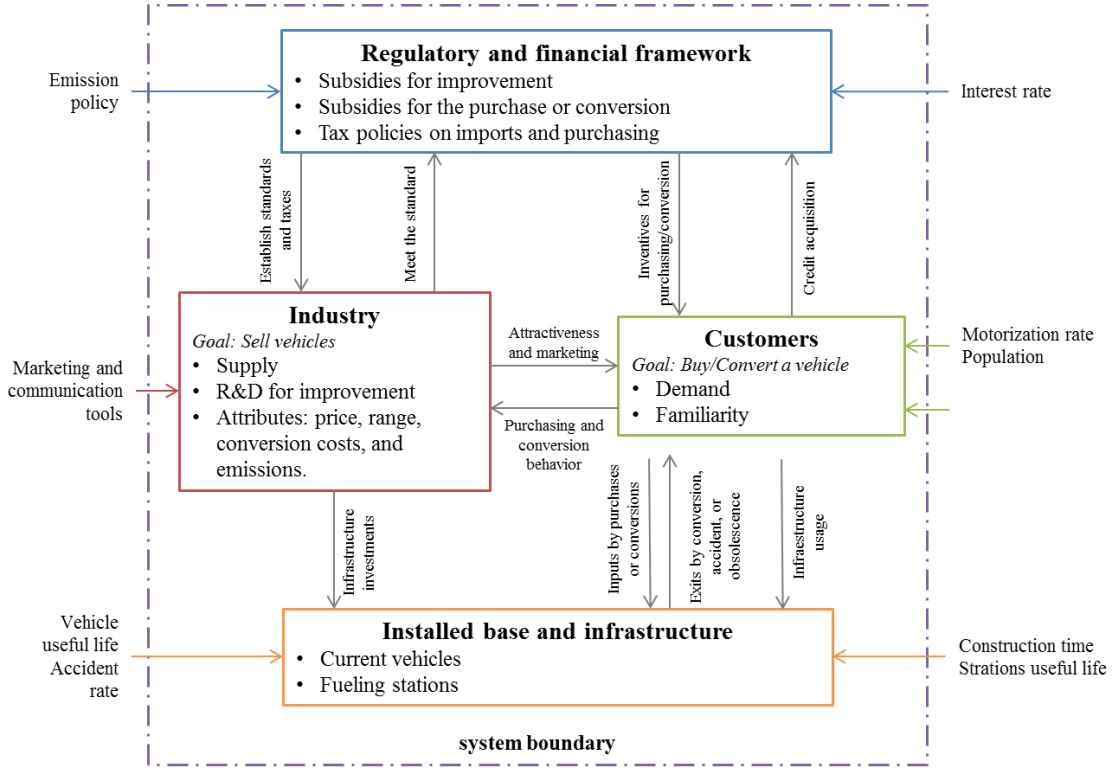 Regulatory and financial framework
• Subsidies for improvement
• Subsidies for the purchase or conversion
• Tax policies on imports and purchasing
Emission
policy
Interest rate
Establish standards
and taxes
Meet the standard
Inventives for
purchasing/conversion
Credit acquisition
Industry
Goal: Sell vehicles
• Supply
• R&D for improvement
• Attributes: price, range,
conversion costs, and
emissions.
Marketing and
communication
tools
Attractiveness
and marketing
Purchasing and
conversion
behavior
Customers
Goal: Buy/Convert a vehicle
• Demand
• Familiarity
Motorization rate
Population
Infrastructure
investments
Inputs by purchases
or conversions
Exits by conversion,
accident, or
obsolescence
Infraestructure
usage
Vehicle
useful life
Accident
rate
Installed base and infrastructure
• Current vehicles
• Fueling stations
Construction time
Strations useful life
system boundary